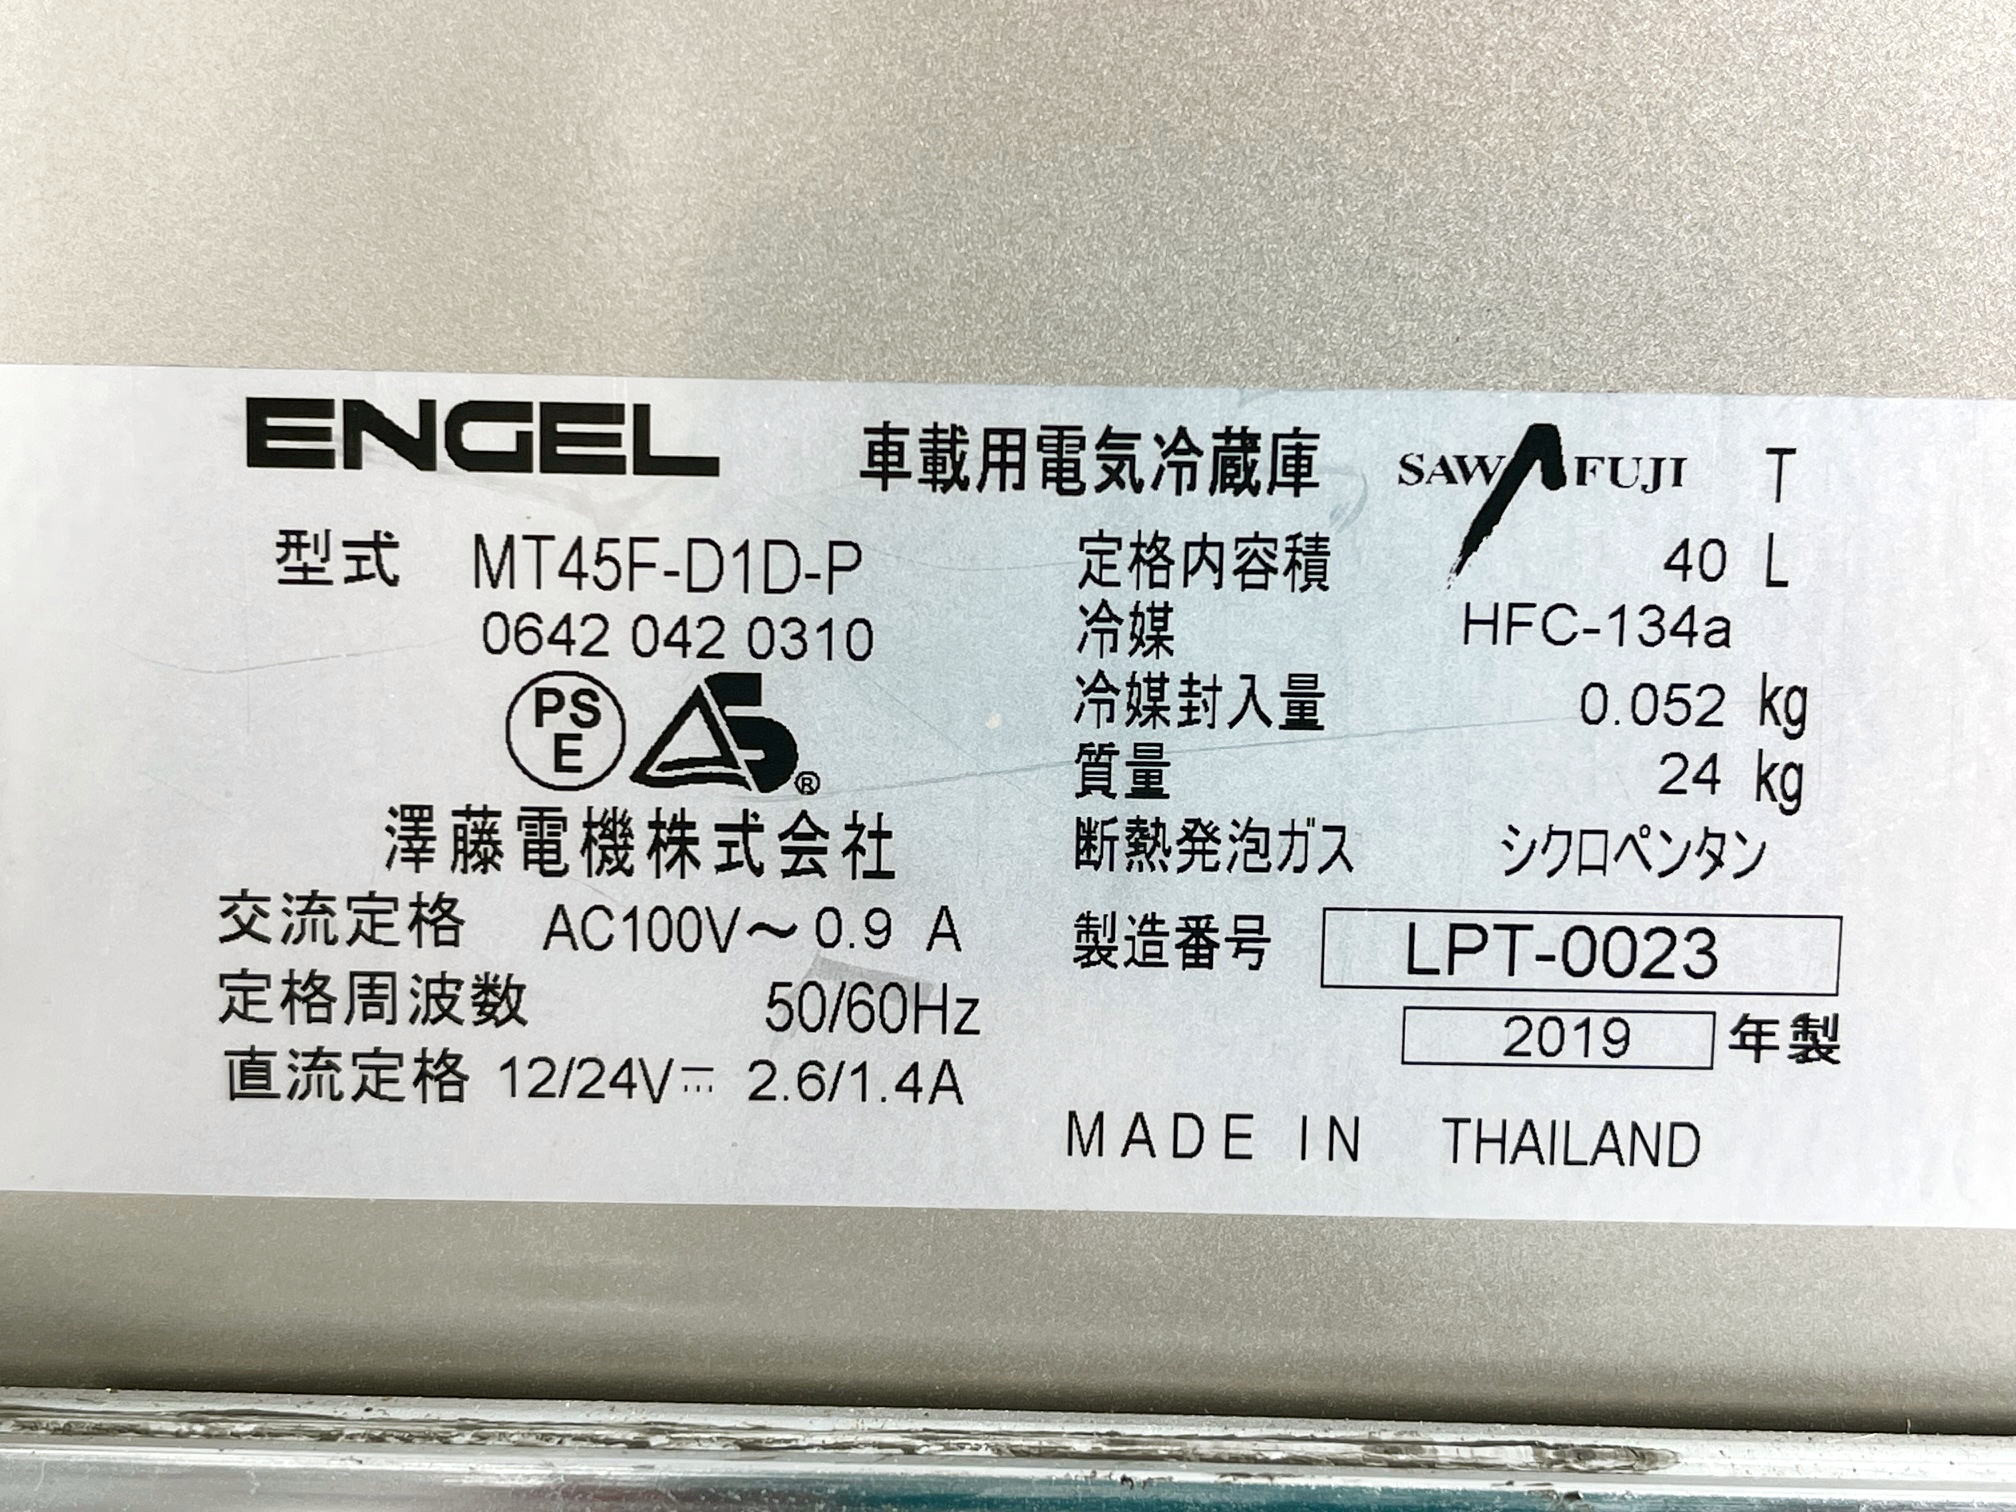 ENGEL 車載用電気冷蔵庫 SAWAFUJI T
型式 MT45F-D1D-P
0642 042 0310
PS
E
S®
澤藤電機株式会社
交流定格 AC100V～0.9 A
定格周波数 50/60Hz
直流定格 12/24V⎓ 2.6/1.4A
定格内容積 40 L
冷媒 HFC-134a
冷媒封入量 0.052 kg
質量 24 kg
断熱発泡ガス シクロペンタン
製造番号 LPT-0023
2019 年製
MADE IN THAILAND